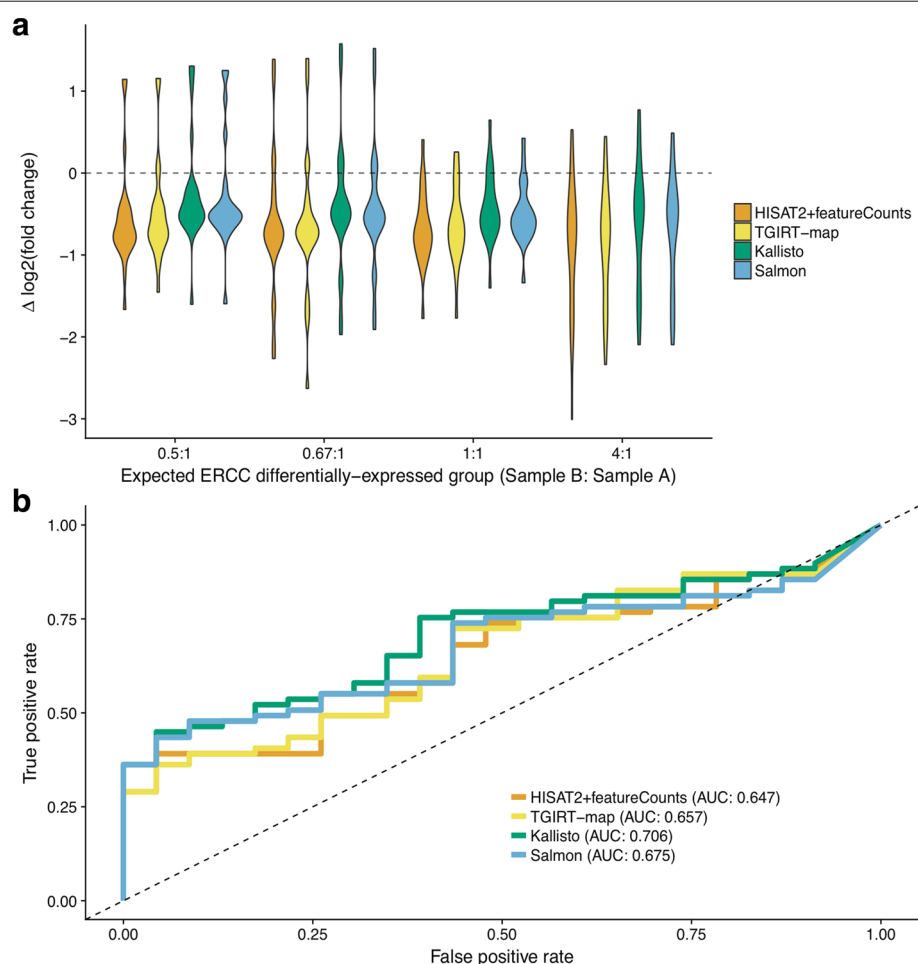 a
1
0
−1
−2
−3
Δ log2(fold change)
0.5:1 0.67:1 1:1 4:1
Expected ERCC differentially−expressed group (Sample B: Sample A)
HISAT2+featureCounts
TGIRT−map
Kallisto
Salmon
b
1.00
0.75
0.50
0.25
0.00
True positive rate
HISAT2+featureCounts (AUC: 0.647)
TGIRT−map (AUC: 0.657)
Kallisto (AUC: 0.706)
Salmon (AUC: 0.675)
0.00 0.25 0.50 0.75 1.00
False positive rate